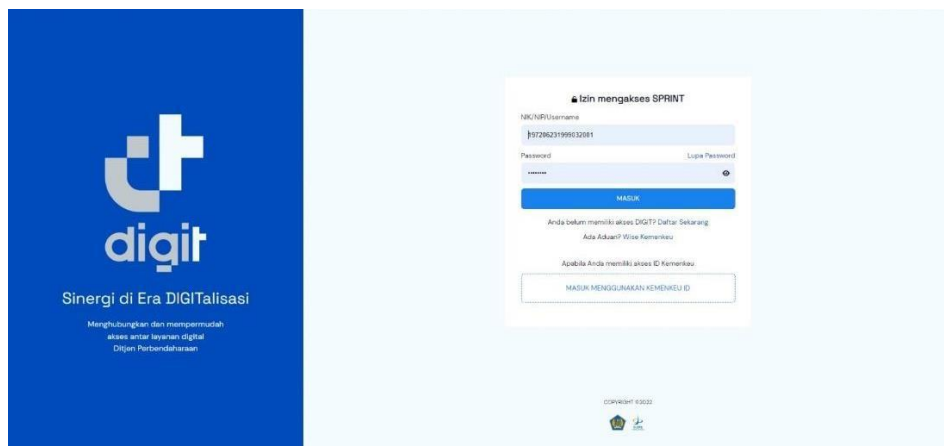 digit
Sinergi di Era DIGITalisasi
Menghubungkan dan mempermudah
akses antar layanan digital
Ditjen Perbendaharaan
Izin mengakses SPRINT
NIK/NIP/Username
197206231999032001
Password
Lupa Password
••••••••
MASUK
Anda belum memiliki akses DIGIT? Daftar Sekarang
Ada Aduan? Wise Kemenkeu
Apabila Anda memiliki akses ID Kemenkeu
MASUK MENGGUNAKAN KEMENKEU ID
COPYRIGHT ©2022